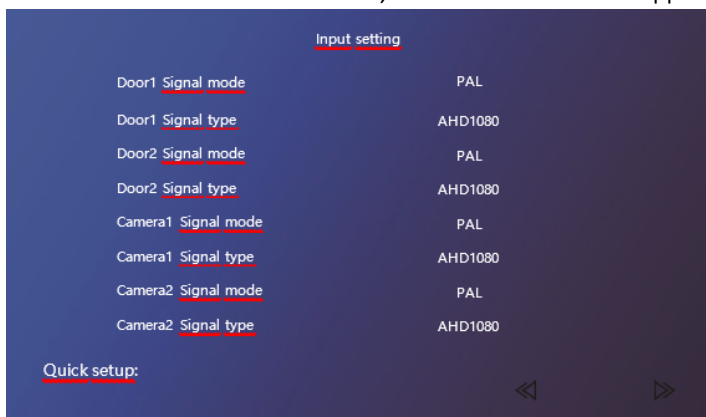 Input setting
Door1 Signal mode PAL
Door1 Signal type AHD1080
Door2 Signal mode PAL
Door2 Signal type AHD1080
Camera1 Signal mode PAL
Camera1 Signal type AHD1080
Camera2 Signal mode PAL
Camera2 Signal type AHD1080
Quick setup: